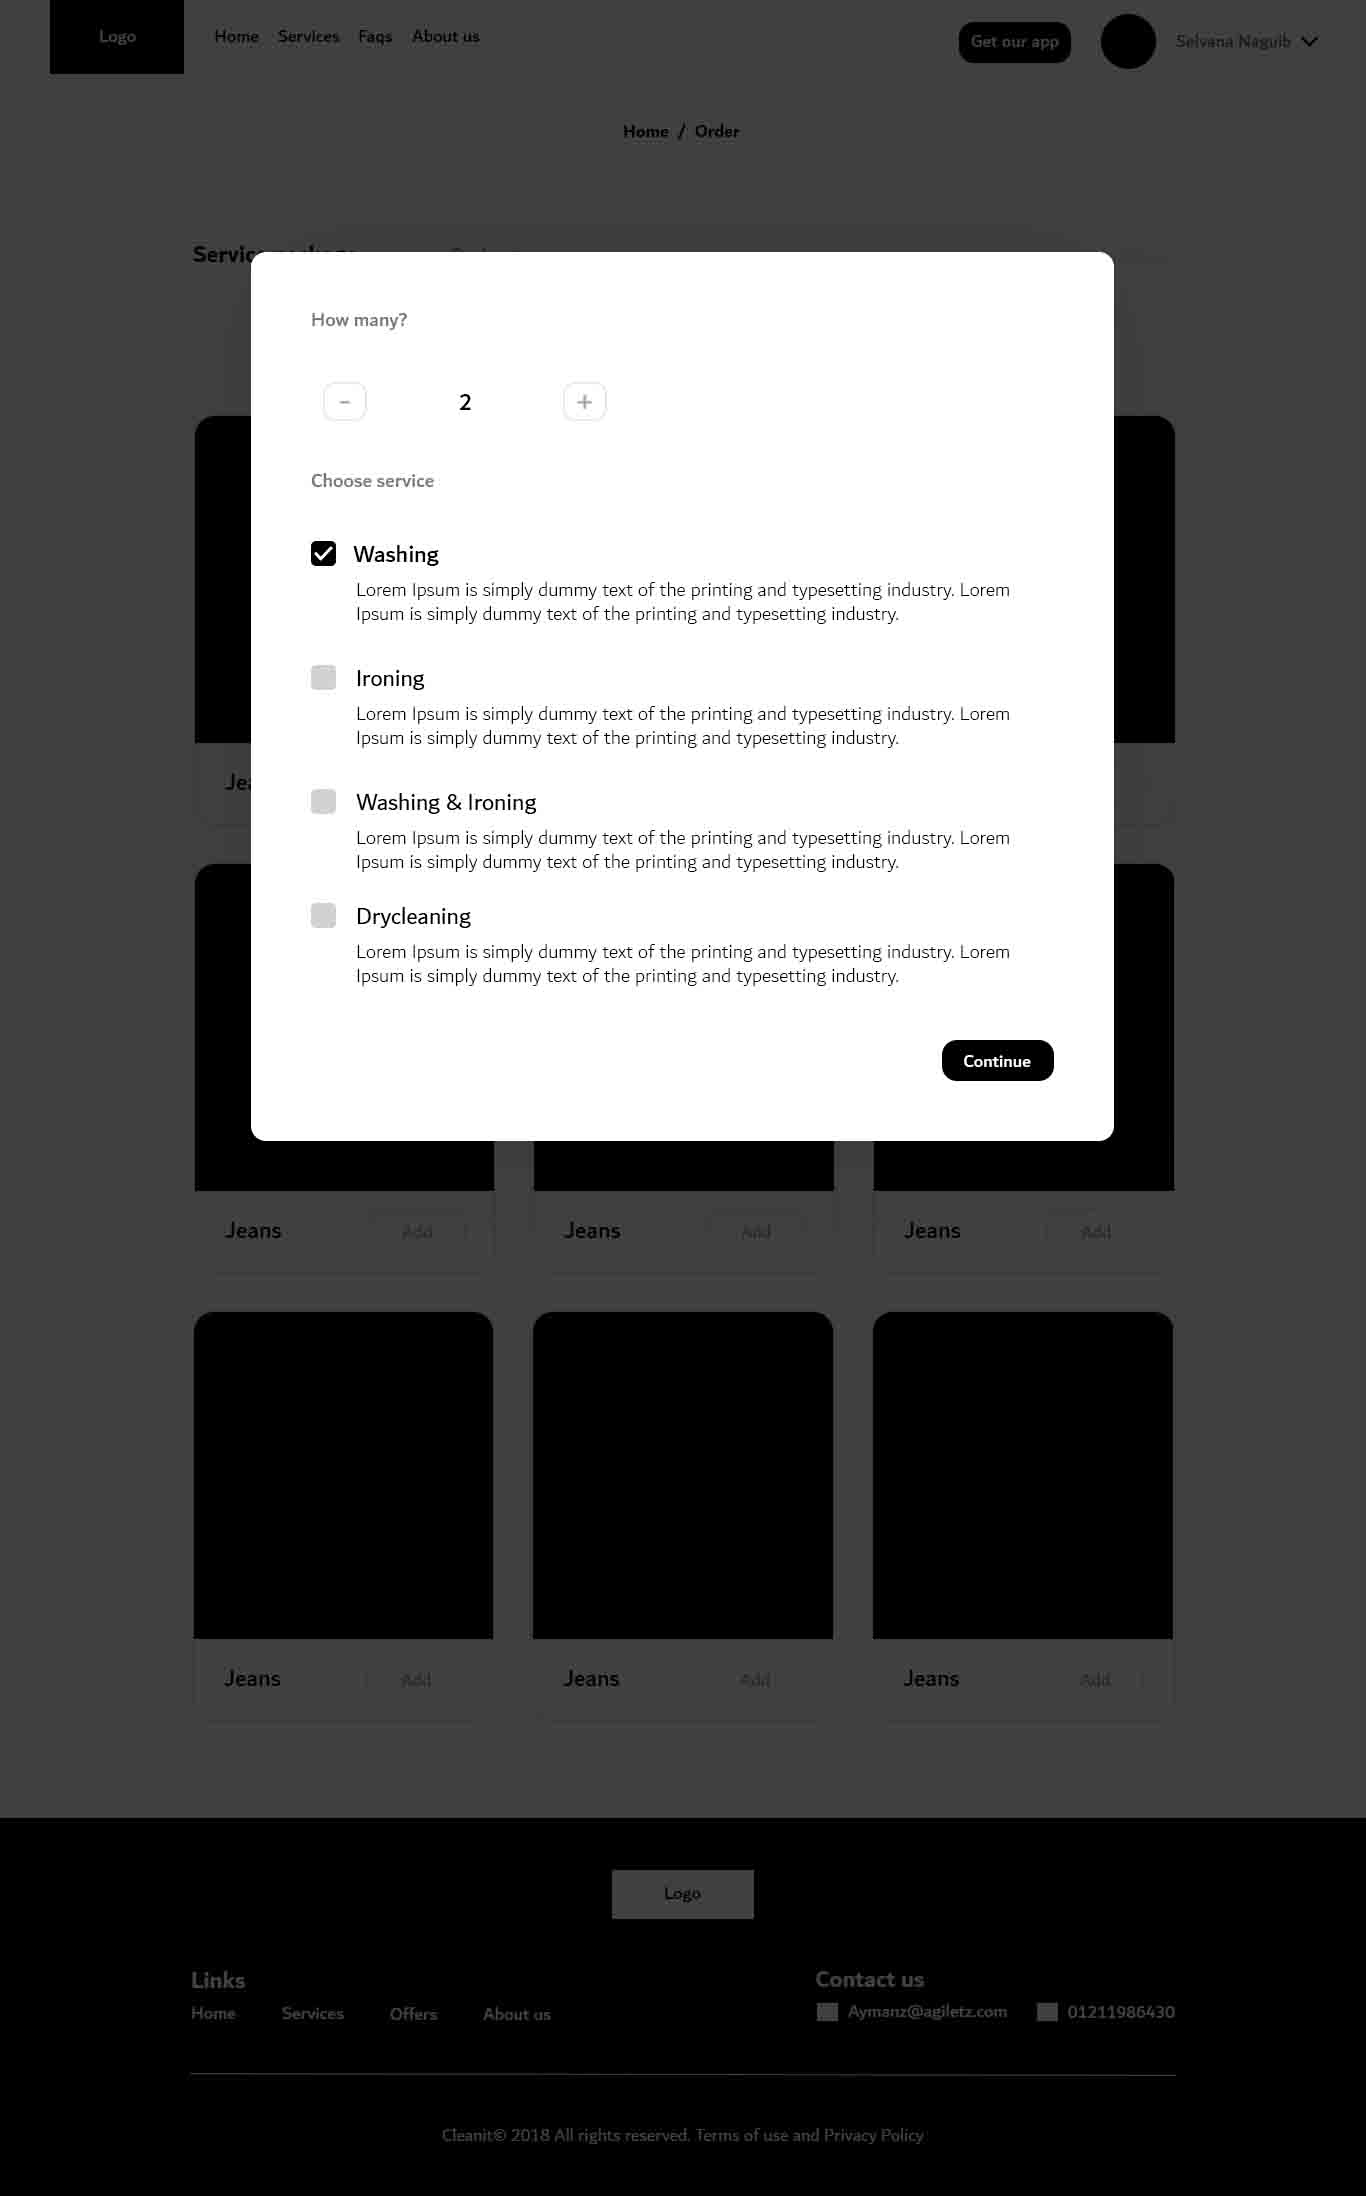 Logo
Home Services Faqs About us
Get our app
Selvana Naguib
Home / Order
How many?
- 2 +
Choose service
Washing
Lorem Ipsum is simply dummy text of the printing and typesetting industry. Lorem
Ipsum is simply dummy text of the printing and typesetting industry.
Ironing
Lorem Ipsum is simply dummy text of the printing and typesetting industry. Lorem
Ipsum is simply dummy text of the printing and typesetting industry.
Washing & Ironing
Lorem Ipsum is simply dummy text of the printing and typesetting industry. Lorem
Ipsum is simply dummy text of the printing and typesetting industry.
Drycleaning
Lorem Ipsum is simply dummy text of the printing and typesetting industry. Lorem
Ipsum is simply dummy text of the printing and typesetting industry.
Continue
Jeans Add Jeans Add Jeans Add
Jeans Add Jeans Add Jeans Add
Logo
Links
Home Services Offers About us
Contact us
Aymanz@agiletz.com 01211986430
Cleanit© 2018 All rights reserved. Terms of use and Privacy Policy